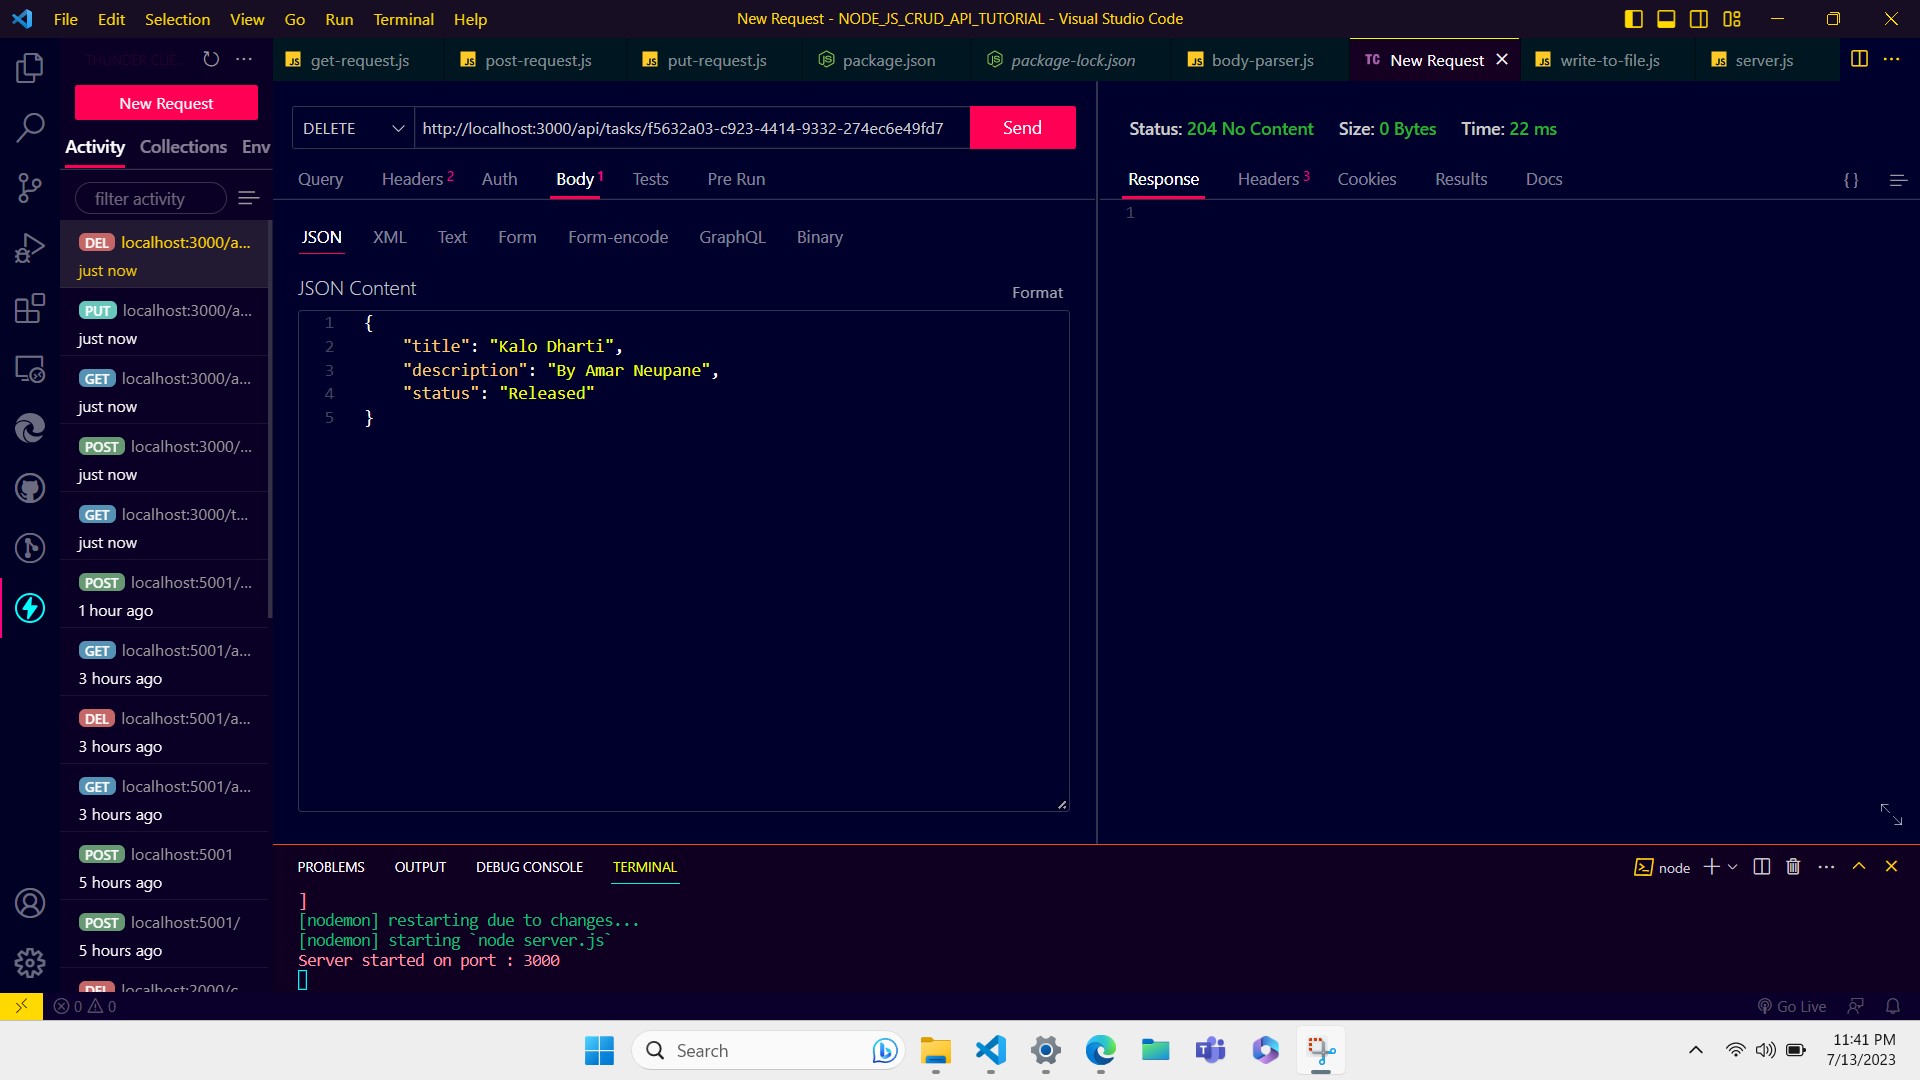 File Edit Selection View Go Run Terminal Help
New Request - NODE_JS_CRUD_API_TUTORIAL - Visual Studio Code
THUNDER CLIE...
get-request.js
post-request.js
put-request.js
package.json
package-lock.json
body-parser.js
TC New Request
write-to-file.js
server.js
New Request
Activity Collections Env
filter activity
DEL localhost:3000/a...
just now
PUT localhost:3000/a...
just now
GET localhost:3000/a...
just now
POST localhost:3000/...
just now
GET localhost:3000/t...
just now
POST localhost:5001/...
1 hour ago
GET localhost:5001/a...
3 hours ago
DEL localhost:5001/a...
3 hours ago
GET localhost:5001/a...
3 hours ago
POST localhost:5001
5 hours ago
POST localhost:5001/
5 hours ago
DEL localhost:2000/c
DELETE http://localhost:3000/api/tasks/f5632a03-c923-4414-9332-274ec6e49fd7 Send
Query Headers 2 Auth Body 1 Tests Pre Run
JSON XML Text Form Form-encode GraphQL Binary
JSON Content
Format
1 {
2 "title": "Kalo Dharti",
3 "description": "By Amar Neupane",
4 "status": "Released"
5 }
Status: 204 No Content Size: 0 Bytes Time: 22 ms
Response Headers 3 Cookies Results Docs { }
1
PROBLEMS OUTPUT DEBUG CONSOLE TERMINAL
node
]
[nodemon] restarting due to changes...
[nodemon] starting `node server.js`
Server started on port : 3000
0 0
Go Live
Search
11:41 PM
7/13/2023